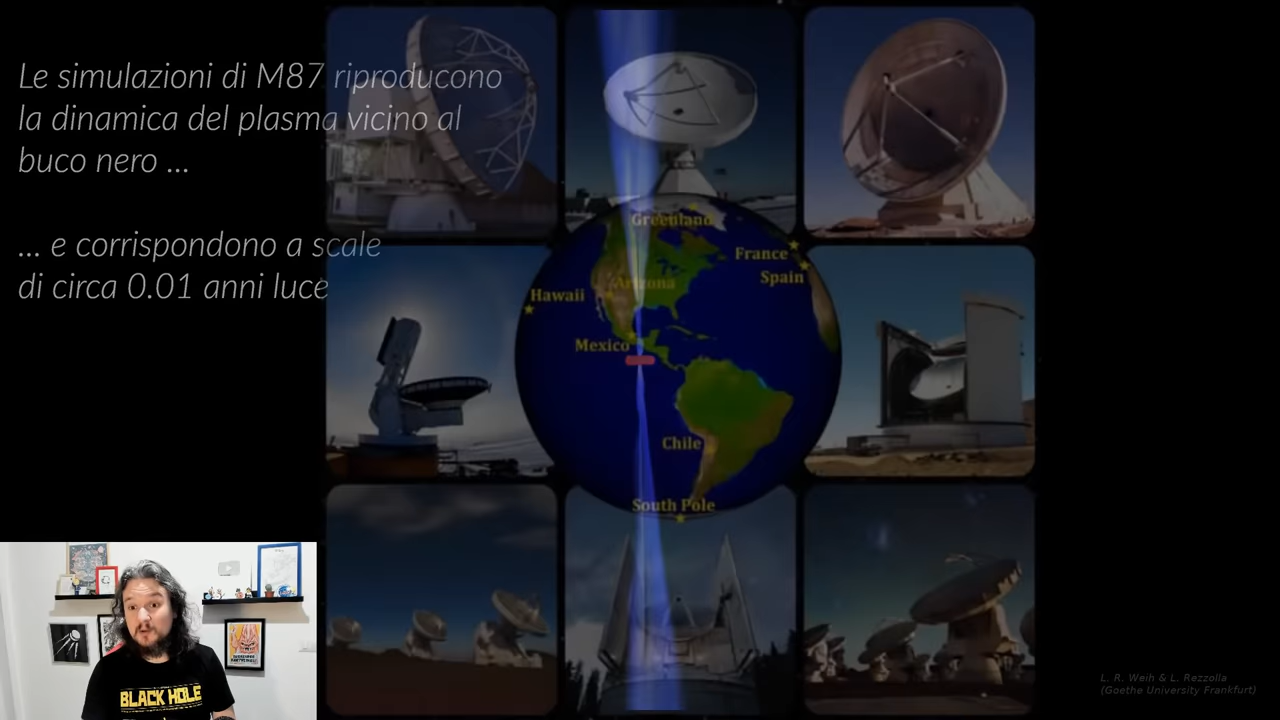 Le simulazioni di M87 riproducono
la dinamica del plasma vicino al
buco nero ...
... e corrispondono a scale
di circa 0.01 anni luce
Greenland
France
Spain
Arizona
Hawaii
Mexico
Chile
South Pole
BLACK HOLE
L. R. Weih & L. Rezzolla
(Goethe University Frankfurt)